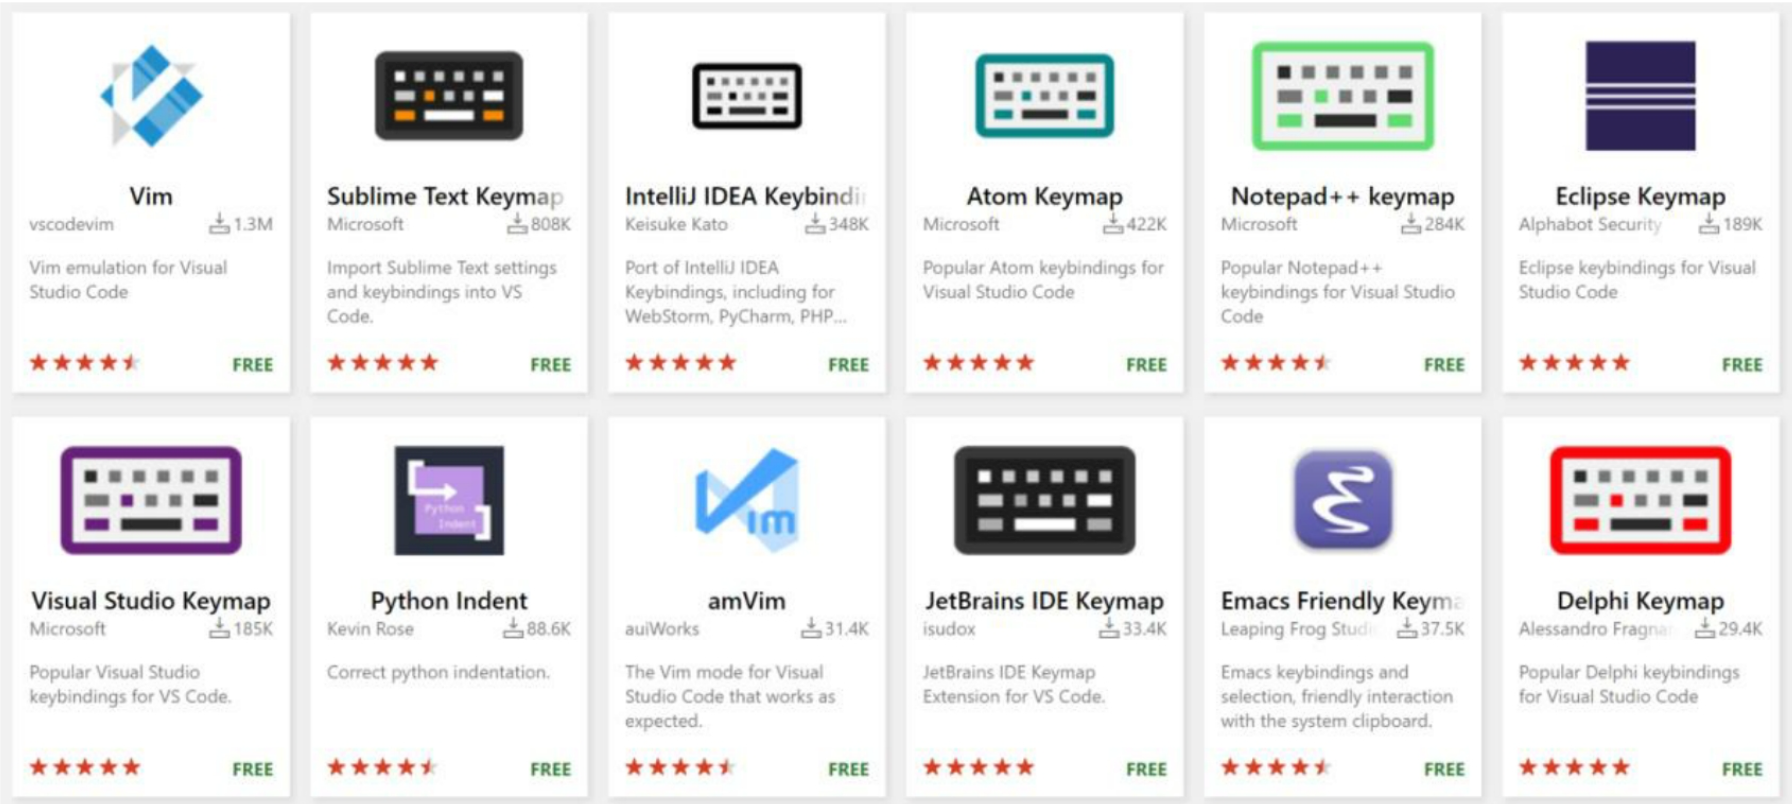 Vim
vscodevim 1.3M
Vim emulation for Visual
Studio Code
FREE
Sublime Text Keymap
Microsoft 808K
Import Sublime Text settings
and keybindings into VS
Code.
FREE
IntelliJ IDEA Keybindi
Keisuke Kato 348K
Port of IntelliJ IDEA
Keybindings, including for
WebStorm, PyCharm, PHP...
FREE
Atom Keymap
Microsoft 422K
Popular Atom keybindings for
Visual Studio Code
FREE
Notepad++ keymap
Microsoft 284K
Popular Notepad++
keybindings for Visual Studio
Code
FREE
Eclipse Keymap
Alphabot Security 189K
Eclipse keybindings for Visual
Studio Code
FREE
Visual Studio Keymap
Microsoft 185K
Popular Visual Studio
keybindings for VS Code.
FREE
Python
Indent
Python Indent
Kevin Rose 88.6K
Correct python indentation.
FREE
im
amVim
auiWorks 31.4K
The Vim mode for Visual
Studio Code that works as
expected.
FREE
JetBrains IDE Keymap
isudox 33.4K
JetBrains IDE Keymap
Extension for VS Code.
FREE
Emacs Friendly Keyma
Leaping Frog Studi 37.5K
Emacs keybindings and
selection, friendly interaction
with the system clipboard.
FREE
Delphi Keymap
Alessandro Fragna 29.4K
Popular Delphi keybindings
for Visual Studio Code
FREE